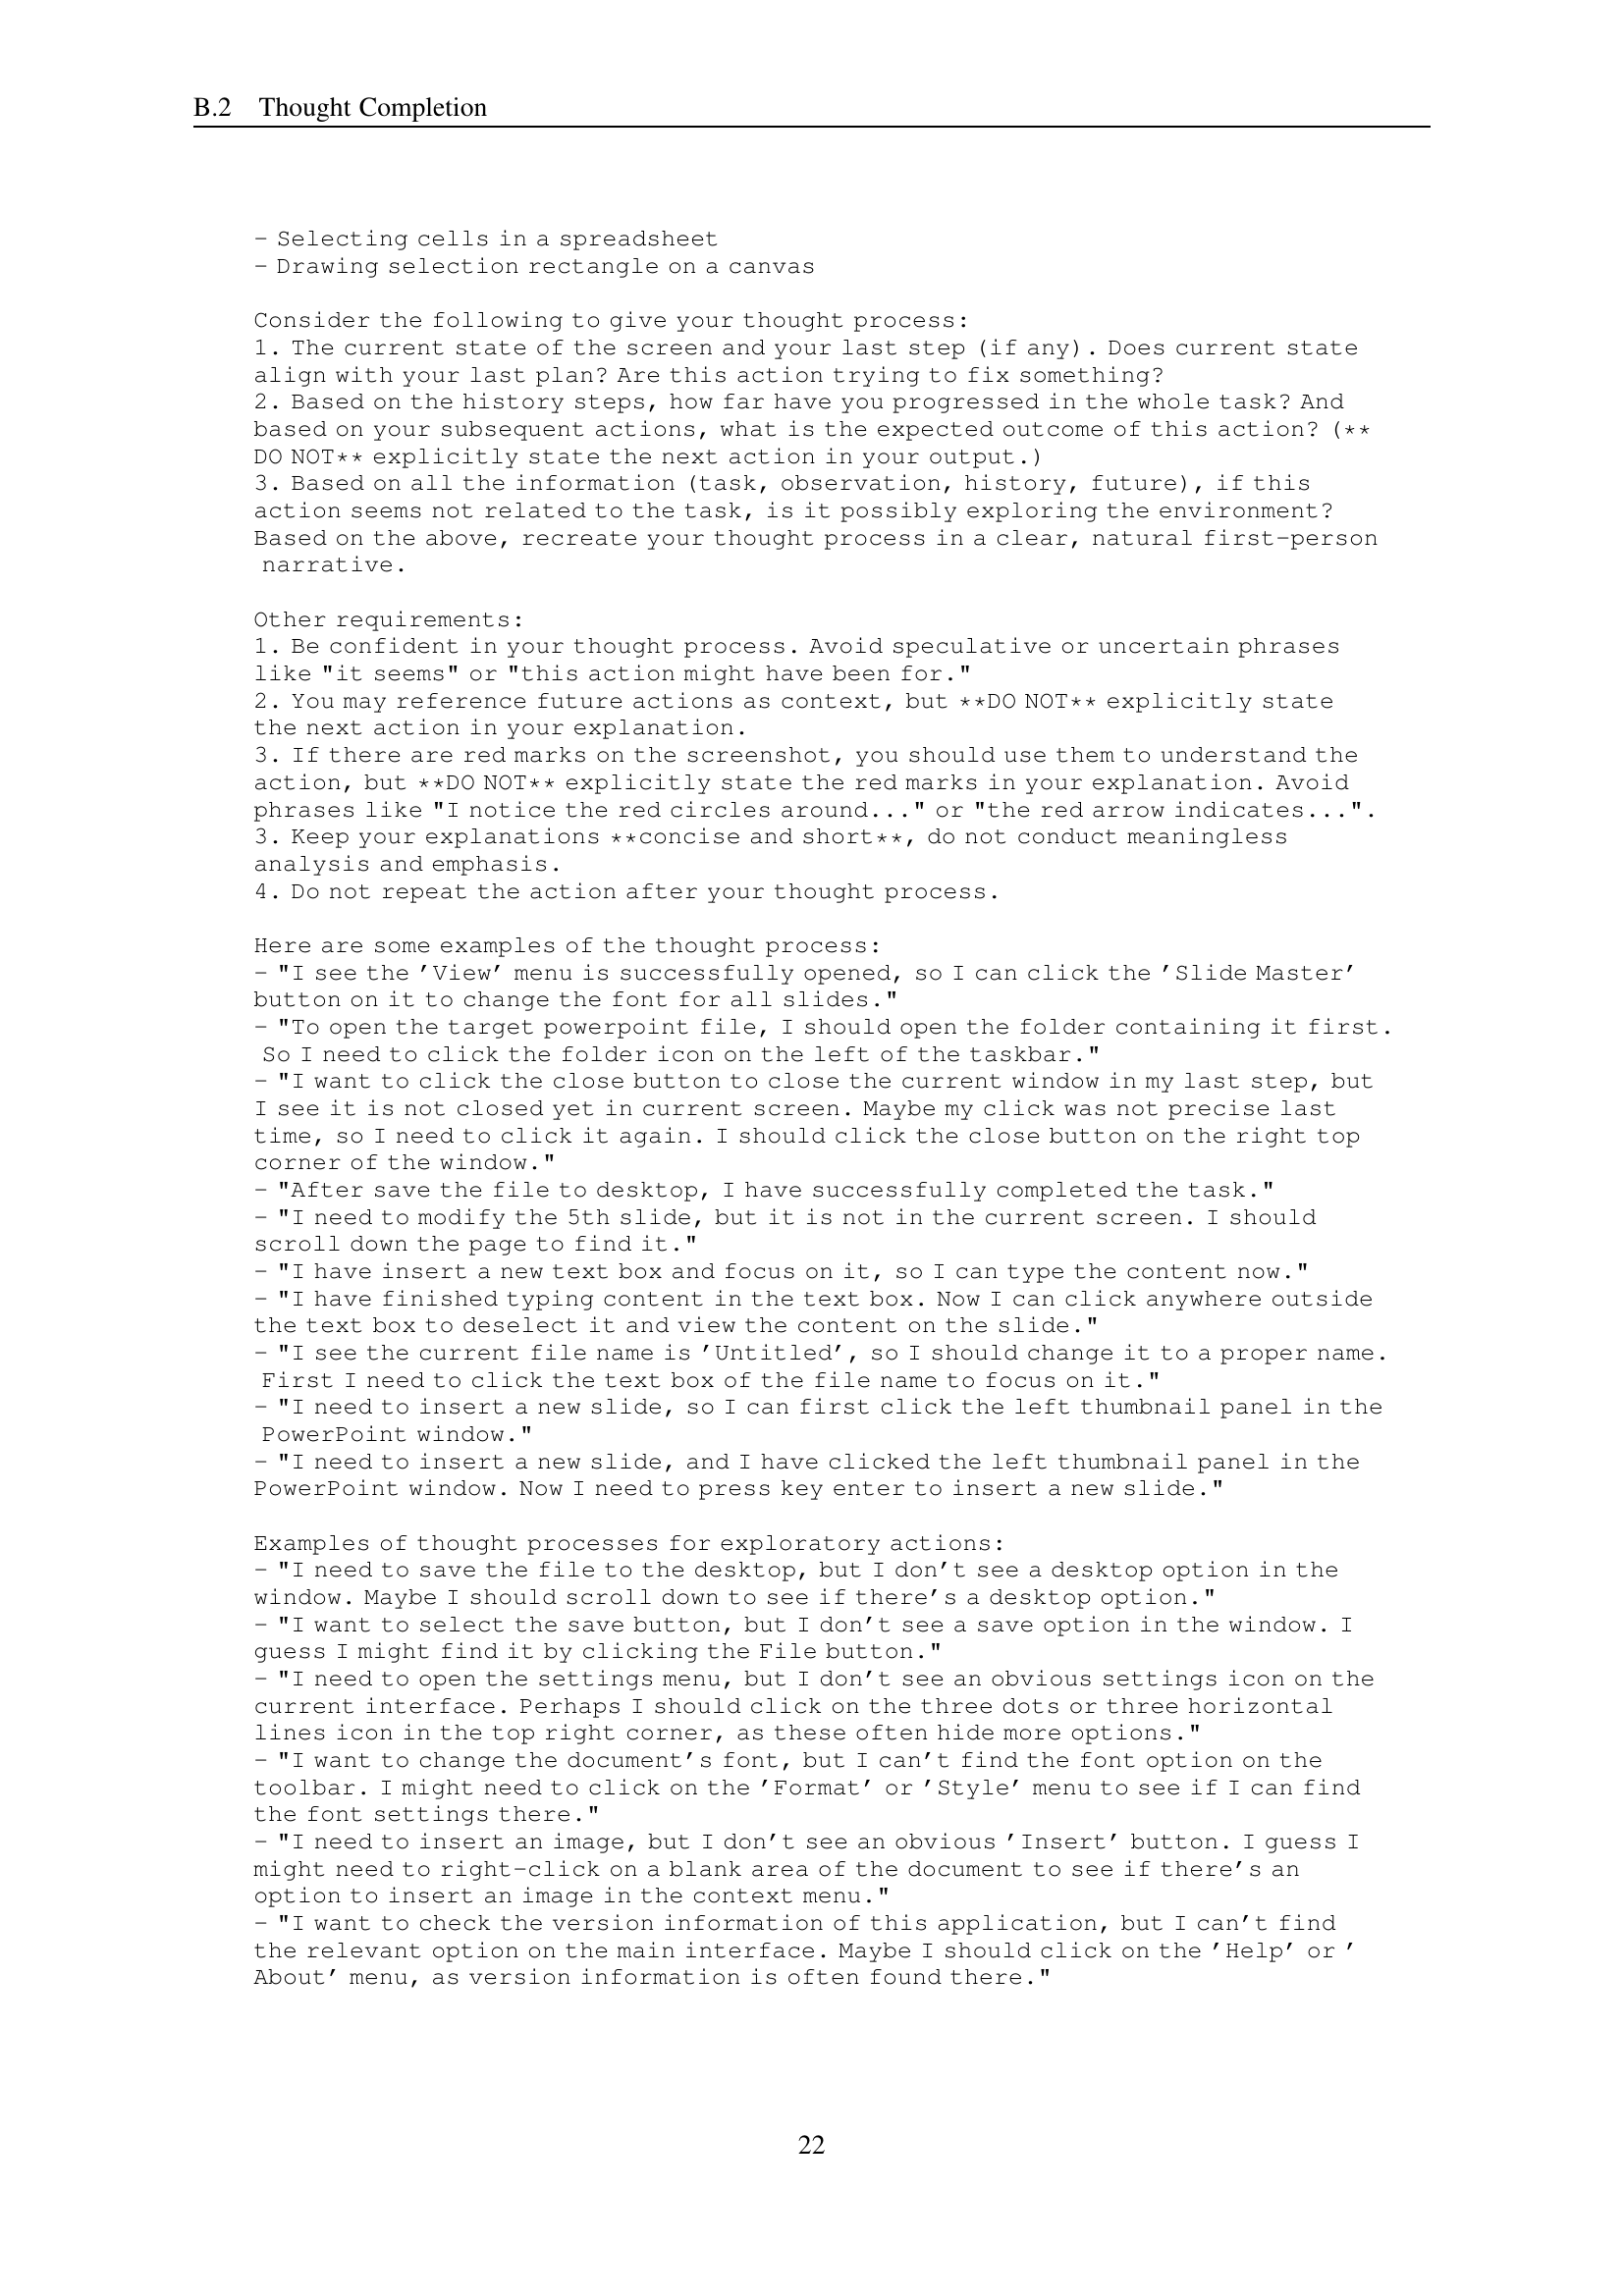 B.2 Thought Completion
- Selecting cells in a spreadsheet
- Drawing selection rectangle on a canvas
Consider the following to give your thought process:
1. The current state of the screen and your last step (if any). Does current state
align with your last plan? Are this action trying to fix something?
2. Based on the history steps, how far have you progressed in the whole task? And
based on your subsequent actions, what is the expected outcome of this action? (**
DO NOT** explicitly state the next action in your output.)
3. Based on all the information (task, observation, history, future), if this
action seems not related to the task, is it possibly exploring the environment?
Based on the above, recreate your thought process in a clear, natural first-person
narrative.
Other requirements:
1. Be confident in your thought process. Avoid speculative or uncertain phrases
like "it seems" or "this action might have been for."
2. You may reference future actions as context, but **DO NOT** explicitly state
the next action in your explanation.
3. If there are red marks on the screenshot, you should use them to understand the
action, but **DO NOT** explicitly state the red marks in your explanation. Avoid
phrases like "I notice the red circles around..." or "the red arrow indicates...".
3. Keep your explanations **concise and short**, do not conduct meaningless
analysis and emphasis.
4. Do not repeat the action after your thought process.
Here are some examples of the thought process:
- "I see the 'View' menu is successfully opened, so I can click the 'Slide Master'
button on it to change the font for all slides."
- "To open the target powerpoint file, I should open the folder containing it first.
So I need to click the folder icon on the left of the taskbar."
- "I want to click the close button to close the current window in my last step, but
I see it is not closed yet in current screen. Maybe my click was not precise last
time, so I need to click it again. I should click the close button on the right top
corner of the window."
- "After save the file to desktop, I have successfully completed the task."
- "I need to modify the 5th slide, but it is not in the current screen. I should
scroll down the page to find it."
- "I have insert a new text box and focus on it, so I can type the content now."
- "I have finished typing content in the text box. Now I can click anywhere outside
the text box to deselect it and view the content on the slide."
- "I see the current file name is 'Untitled', so I should change it to a proper name.
First I need to click the text box of the file name to focus on it."
- "I need to insert a new slide, so I can first click the left thumbnail panel in the
PowerPoint window."
- "I need to insert a new slide, and I have clicked the left thumbnail panel in the
PowerPoint window. Now I need to press key enter to insert a new slide."
Examples of thought processes for exploratory actions:
- "I need to save the file to the desktop, but I don't see a desktop option in the
window. Maybe I should scroll down to see if there's a desktop option."
- "I want to select the save button, but I don't see a save option in the window. I
guess I might find it by clicking the File button."
- "I need to open the settings menu, but I don't see an obvious settings icon on the
current interface. Perhaps I should click on the three dots or three horizontal
lines icon in the top right corner, as these often hide more options."
- "I want to change the document's font, but I can't find the font option on the
toolbar. I might need to click on the 'Format' or 'Style' menu to see if I can find
the font settings there."
- "I need to insert an image, but I don't see an obvious 'Insert' button. I guess I
might need to right-click on a blank area of the document to see if there's an
option to insert an image in the context menu."
- "I want to check the version information of this application, but I can't find
the relevant option on the main interface. Maybe I should click on the 'Help' or '
About' menu, as version information is often found there."
22